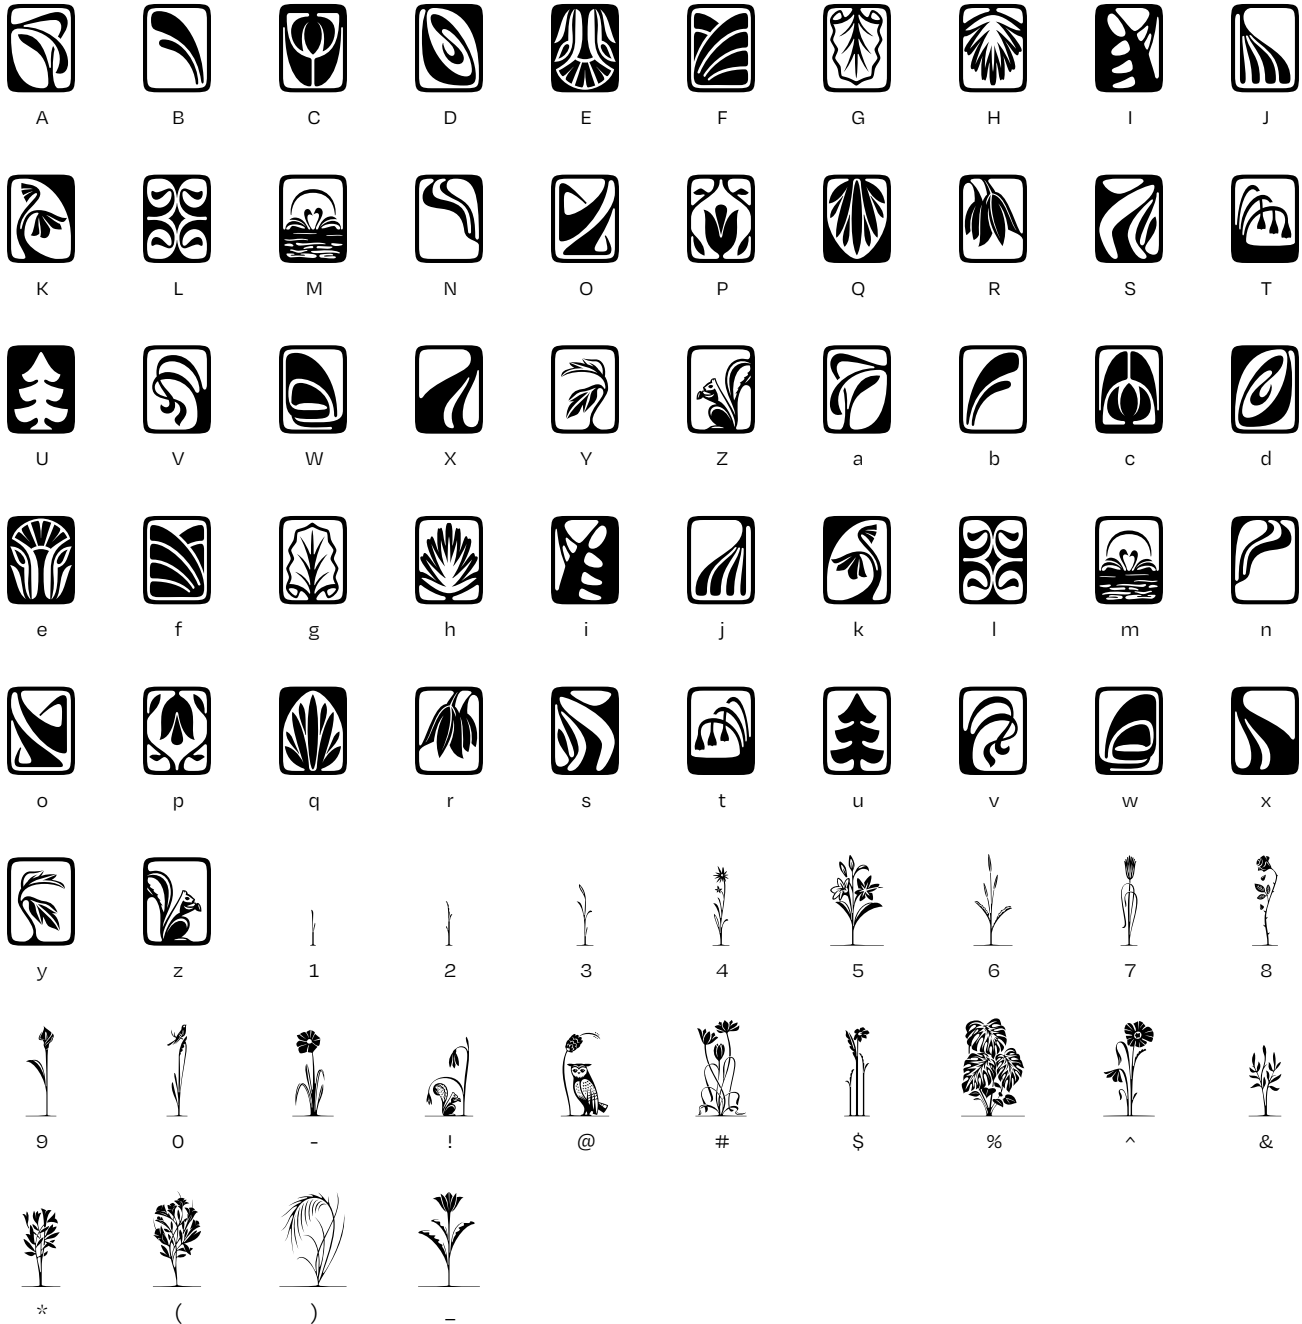 A B C D E F G H I J
K L M N O P Q R S T
U V W X Y Z a b c d
e f g h i j k l m n
o p q r s t u v w x
y z 1 2 3 4 5 6 7 8
9 0 - ! @ # $ % ^ &
* ( ) _